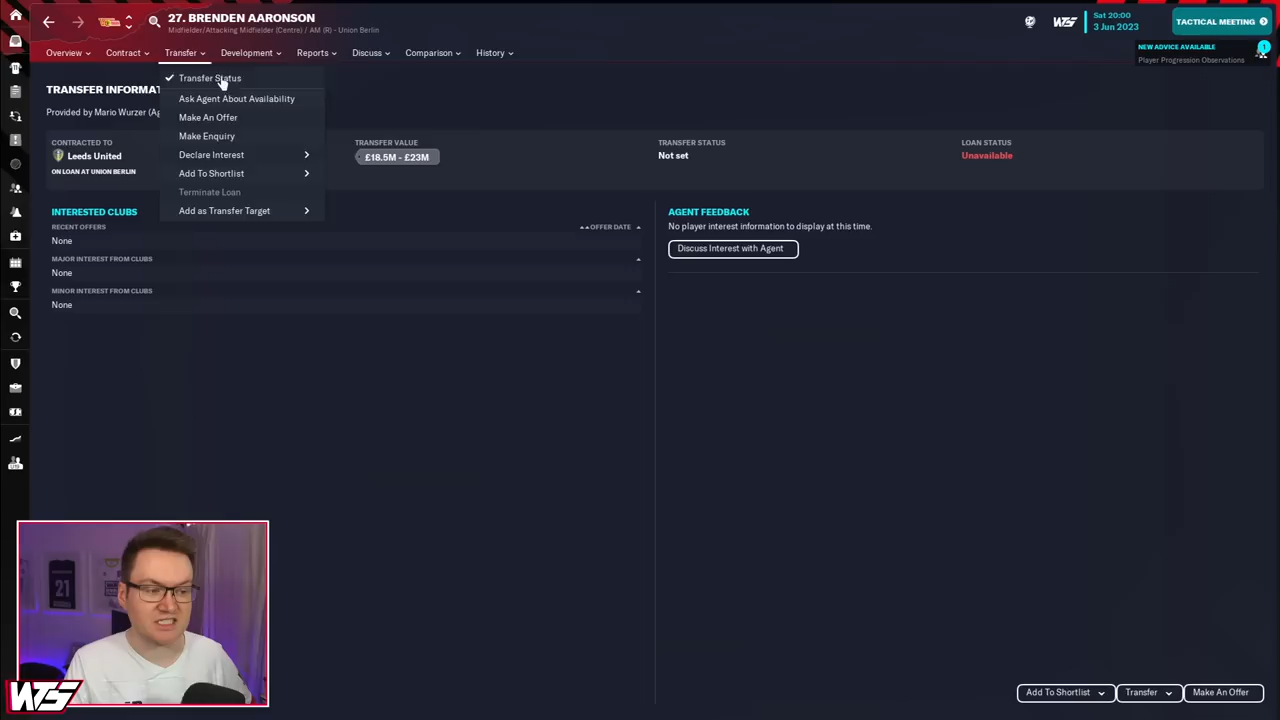 27. BRENDEN AARONSON
Midfielder/Attacking Midfielder (Centre) / AM (R) - Union Berlin
WTS
Sat 20:00
3 Jun 2023
TACTICAL MEETING
Overview
Contract
Transfer
Development
Reports
Discuss
Comparison
History
NEW ADVICE AVAILABLE
1
Player Progression Observations
Transfer Status
Ask Agent About Availability
Make An Offer
Make Enquiry
Declare Interest
Add To Shortlist
Terminate Loan
Add as Transfer Target
TRANSFER INFORMAT
Provided by Mario Wurzer (Ag
CONTRACTED TO
Leeds United
ON LOAN AT UNION BERLIN
TRANSFER VALUE
£18.5M - £23M
TRANSFER STATUS
Not set
LOAN STATUS
Unavailable
INTERESTED CLUBS
RECENT OFFERS
OFFER DATE
None
MAJOR INTEREST FROM CLUBS
None
MINOR INTEREST FROM CLUBS
None
AGENT FEEDBACK
No player interest information to display at this time.
Discuss Interest with Agent
21
WTS
Add To Shortlist
Transfer
Make An Offer